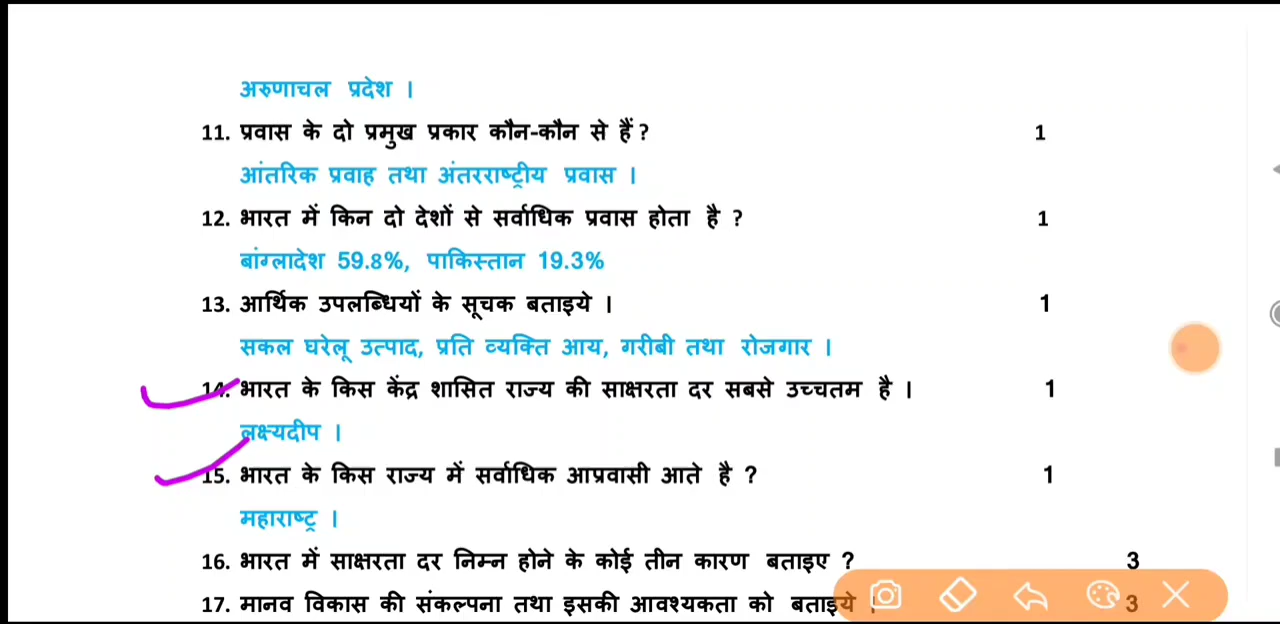 अरुणाचल प्रदेश ।
11. प्रवास के दो प्रमुख प्रकार कौन-कौन से हैं ? 1
आंतरिक प्रवाह तथा अंतरराष्ट्रीय प्रवास ।
12. भारत में किन दो देशों से सर्वाधिक प्रवास होता है ? 1
बांग्लादेश 59.8%, पाकिस्तान 19.3%
13. आर्थिक उपलब्धियों के सूचक बताइये । 1
सकल घरेलू उत्पाद, प्रति व्यक्ति आय, गरीबी तथा रोजगार ।
14. भारत के किस केंद्र शासित राज्य की साक्षरता दर सबसे उच्चतम है । 1
लक्ष्यदीप ।
15. भारत के किस राज्य में सर्वाधिक आप्रवासी आते है ? 1
महाराष्ट्र ।
16. भारत में साक्षरता दर निम्न होने के कोई तीन कारण बताइए ? 3
17. मानव विकास की संकल्पना तथा इसकी आवश्यकता को बताइये । 3